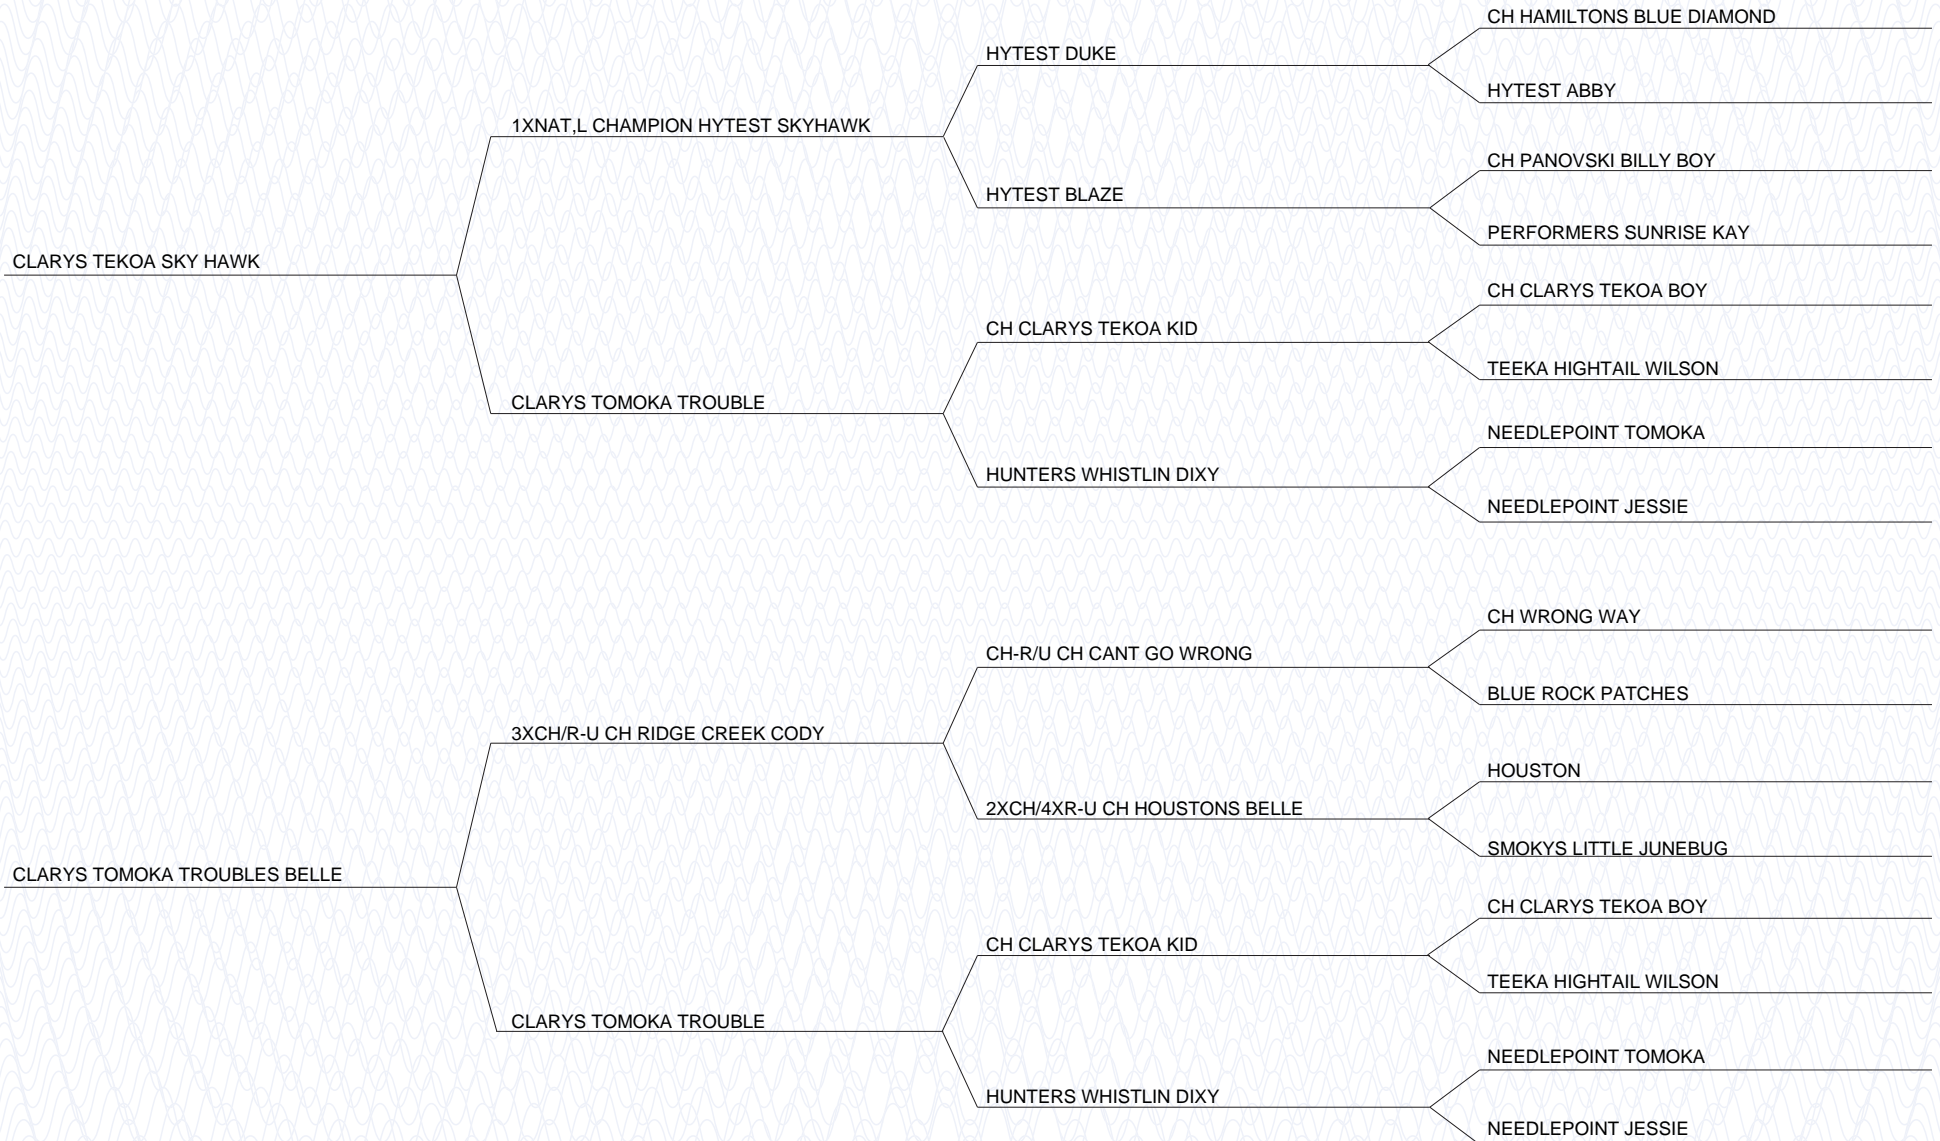 CH HAMILTONS BLUE DIAMOND
HYTEST DUKE
HYTEST ABBY
1XNAT,L CHAMPION HYTEST SKYHAWK
CH PANOVSKI BILLY BOY
HYTEST BLAZE
PERFORMERS SUNRISE KAY
CLARYS TEKOA SKY HAWK
CH CLARYS TEKOA BOY
CH CLARYS TEKOA KID
TEEKA HIGHTAIL WILSON
CLARYS TOMOKA TROUBLE
NEEDLEPOINT TOMOKA
HUNTERS WHISTLIN DIXY
NEEDLEPOINT JESSIE
CH WRONG WAY
CH-R/U CH CANT GO WRONG
BLUE ROCK PATCHES
3XCH/R-U CH RIDGE CREEK CODY
HOUSTON
2XCH/4XR-U CH HOUSTONS BELLE
SMOKYS LITTLE JUNEBUG
CLARYS TOMOKA TROUBLES BELLE
CH CLARYS TEKOA BOY
CH CLARYS TEKOA KID
TEEKA HIGHTAIL WILSON
CLARYS TOMOKA TROUBLE
NEEDLEPOINT TOMOKA
HUNTERS WHISTLIN DIXY
NEEDLEPOINT JESSIE